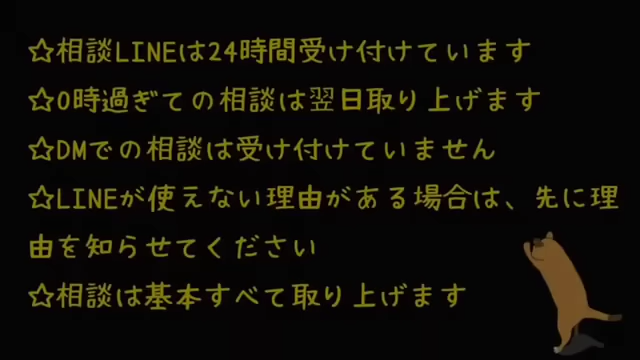 ☆相談LINEは24時間受け付けています
☆0時過ぎての相談は翌日取り上げます
☆DMでの相談は受け付けていません
☆LINEが使えない理由がある場合は、先に理
由を知らせてください
☆相談は基本すべて取り上げます